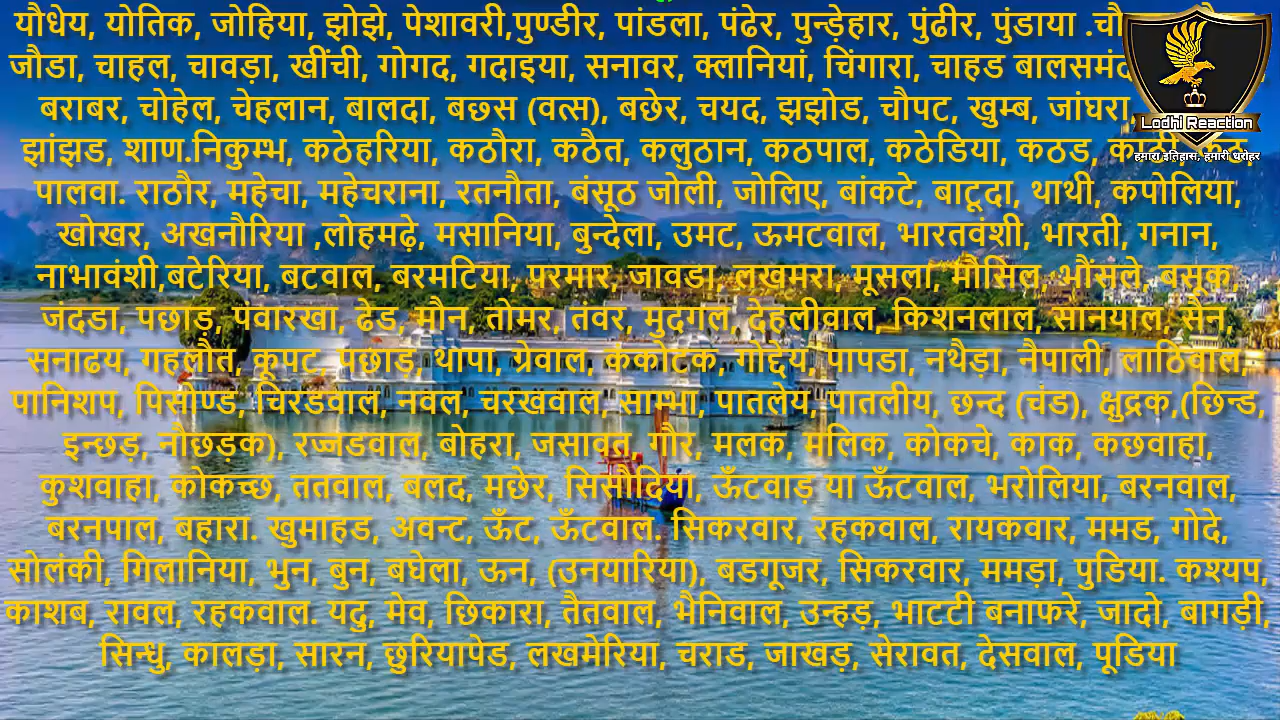 यौधेय, योतिक, जोहिया, झोझे, पेशावरी,पुण्डीर, पांडला, पंढेर, पुन्ड़ेहार, पुंढीर, पुंडाया .
जौडा, चाहल, चावड़ा, खींची, गोगद, गदाइया, सनावर, क्लानियां, चिंगारा, चाहड
बराबर, चोहेल, चेहलान, बालदा, बछस (वत्स), बछेर, चयद, झझोड, चौपट, खुम्ब, जांघरा,
झांझड, शाण.निकुम्भ, कठेहरिया, कठौरा, कठैत, कलुठान, कठपाल, कठेडिया, कठड,
पालवा. राठौर, महेचा, महेचराना, रतनौता, बंसूठ जोली, जोलिए, बांकटे, बाटूदा, थाथी, कपोलिया,
खोखर, अखनौरिया ,लोहमढ़े, मसानिया, बुन्देला, उमट, ऊमटवाल, भारतवंशी, भारती, गनान,
नाभावंशी,बटेरिया, बटवाल, बरमटिया, परमार, जावडा, लखमरा, मूसला, मौसिल, भौंसले, बसूक,
जंदडा, पछाड़, पंवारखा, ढेड, मौन, तोमर, तंवर, मुदगल, देहलीवाल, किशनलाल, सानयाल, सैन,
सनाढय, गहलौत, कूपट, पछाड़, थापा, ग्रेवाल, कंकोटक, गोद्देय, पापडा, नथैड़ा, नैपाली, लाठिवाल,
पानिशप, पिसोण्ड, चिरडवाल, नवल, चरखवाल, साम्भा, पातलेय, पातलीय, छन्द (चंड), क्षुद्रक,(छिन्ड,
इन्छड़, नौछड़क), रज्जडवाल, बोहरा, जसावत, गौर, मलक, मलिक, कोकचे, काक, कछवाहा,
कुशवाहा, कोकच्छ, ततवाल, बलद, मछेर, सिसौदिया, ऊँटवाड़ या ऊँटवाल, भरोलिया, बरनवाल,
बरनपाल, बहारा. खुमाहड, अवन्ट, ऊँट, ऊँटवाल. सिकरवार, रहकवाल, रायकवार, ममड, गोदे,
सोलंकी, गिलानिया, भुन, बुन, बघेला, ऊन, (उनयारिया), बडगूजर, सिकरवार, ममड़ा, पुडिया. कश्यप,
काशब, रावल, रहकवाल. यदु, मेव, छिकारा, तैतवाल, भैनिवाल, उन्हड़, भाटटी बनाफरे, जादो, बागड़ी,
सिन्धु, कालड़ा, सारन, छुरियापेड, लखमेरिया, चराड, जाखड़, सेरावत, देसवाल, पूडिया
Lodhi Reaction
हमारा इतिहास, हमारी धरोहर